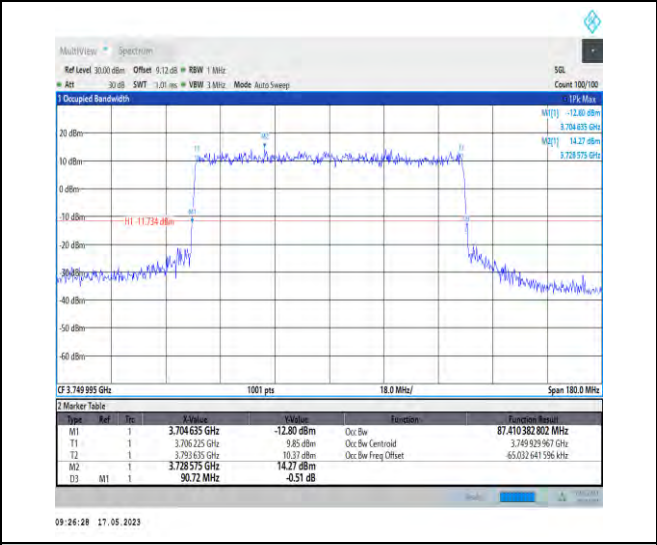 MultiView Spectrum
Ref Level 30.00 dBm Offset 9.12 dB RBW 1 MHz SGL
Att 30 dB SWT 1.01 ms VBW 3 MHz Mode Auto Sweep Count 100/100
1 Occupied Bandwidth 1Pk Max
M1[1] -12.80 dBm
3.704 635 GHz
M2[1] 14.27 dBm
3.728 575 GHz
20 dBm
M2
T1
T2
10 dBm
0 dBm
-10 dBm
M1
H1 -11.734 dBm
-20 dBm
-30 dBm
-40 dBm
-50 dBm
-60 dBm
CF 3.749 995 GHz 1001 pts 18.0 MHz/ Span 180.0 MHz
2 Marker Table
Type Ref Trc X-Value Y-Value Function Function Result
M1 1 3.704 635 GHz -12.80 dBm Occ Bw 87.410 382 802 MHz
T1 1 3.706 225 GHz 9.85 dBm Occ Bw Centroid 3.749 929 967 GHz
T2 1 3.793 635 GHz 10.37 dBm Occ Bw Freq Offset -65.032 641 596 kHz
M2 1 3.728 575 GHz 14.27 dBm
D3 M1 1 90.72 MHz -0.51 dB
09:26:28 17.05.2023